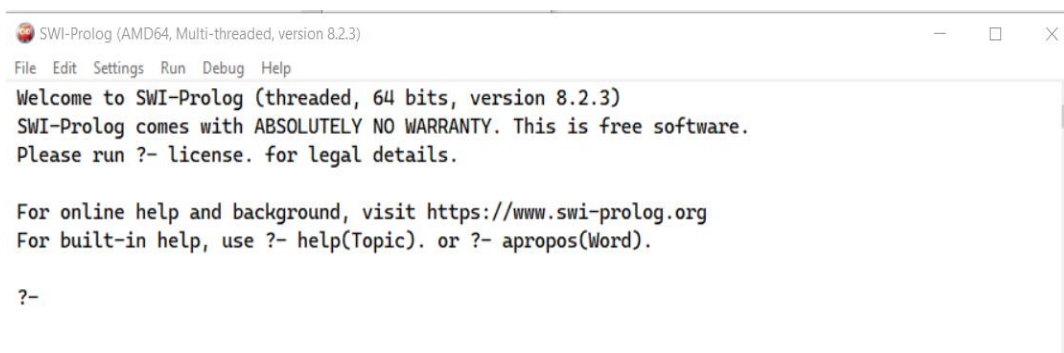 SWI-Prolog (AMD64, Multi-threaded, version 8.2.3)
File Edit Settings Run Debug Help
Welcome to SWI-Prolog (threaded, 64 bits, version 8.2.3)
SWI-Prolog comes with ABSOLUTELY NO WARRANTY. This is free software.
Please run ?- license. for legal details.
For online help and background, visit https://www.swi-prolog.org
For built-in help, use ?- help(Topic). or ?- apropos(Word).
?-